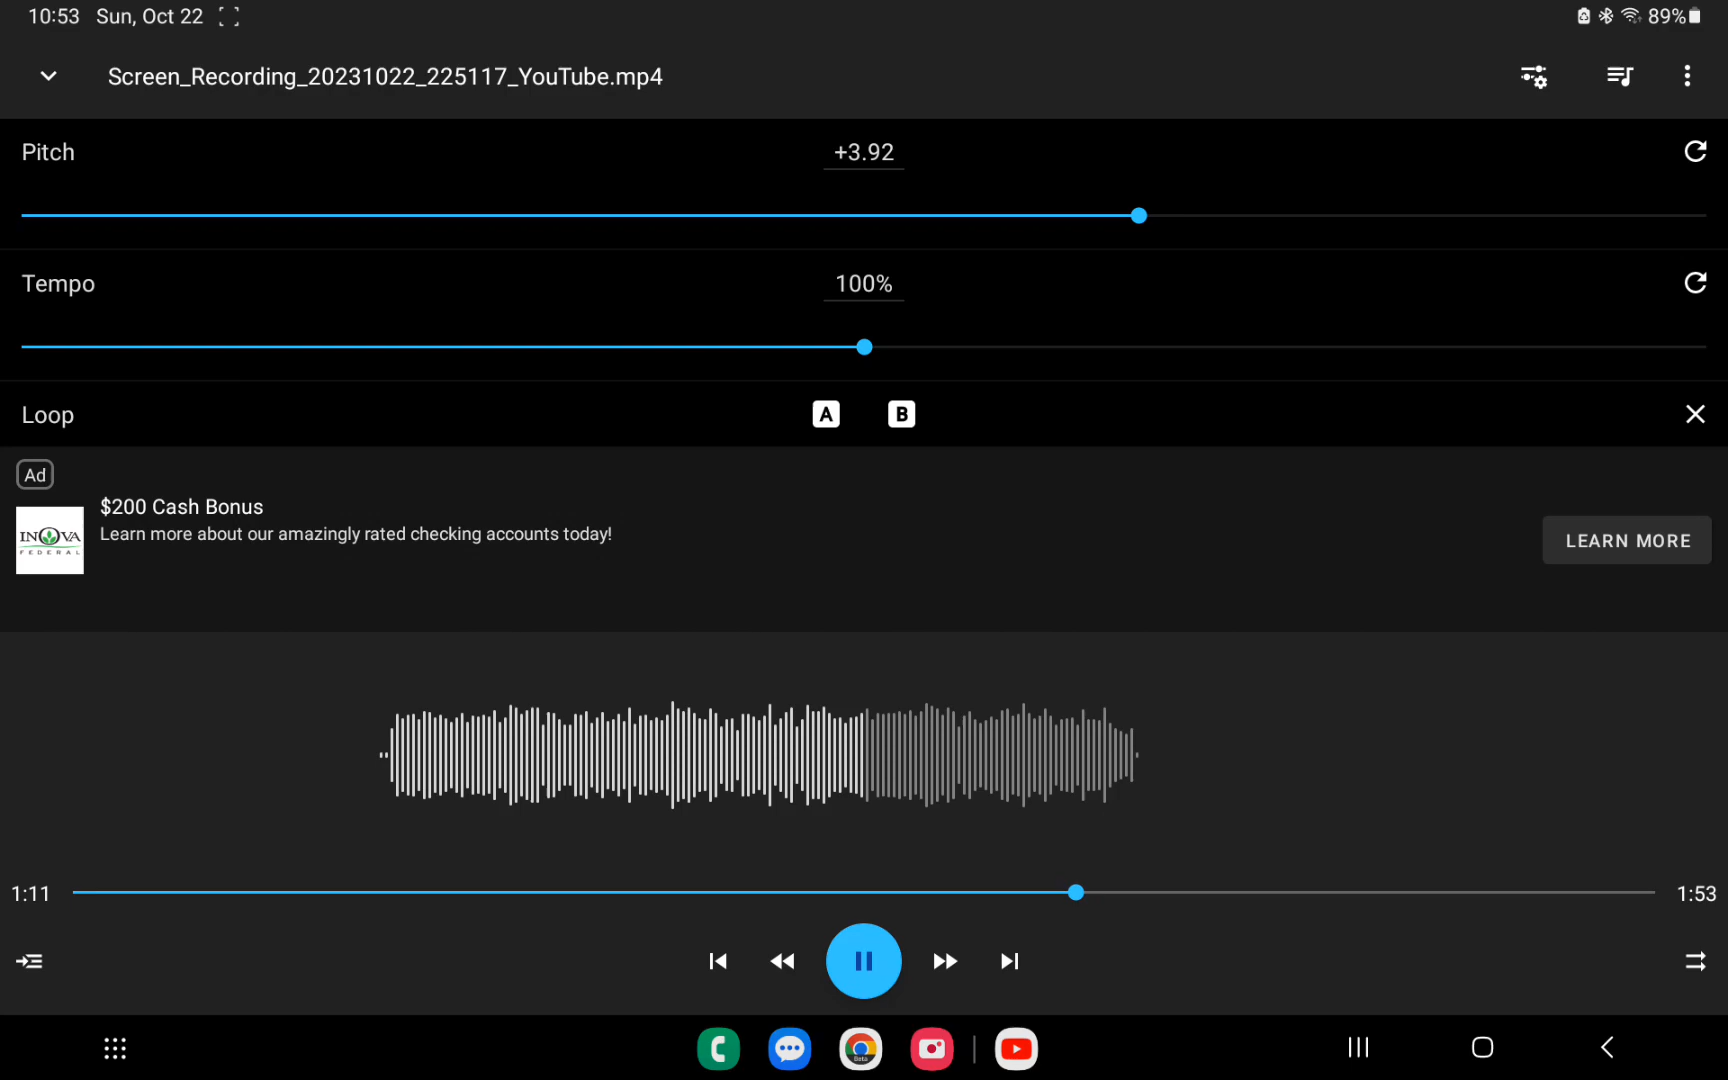 10:53 Sun, Oct 22 89%
Screen_Recording_20231022_225117_YouTube.mp4
Pitch +3.92
Tempo 100%
Loop A B
Ad
$200 Cash Bonus
INOVA
FEDERAL
Learn more about our amazingly rated checking accounts today!
LEARN MORE
1:11 1:53
Beta